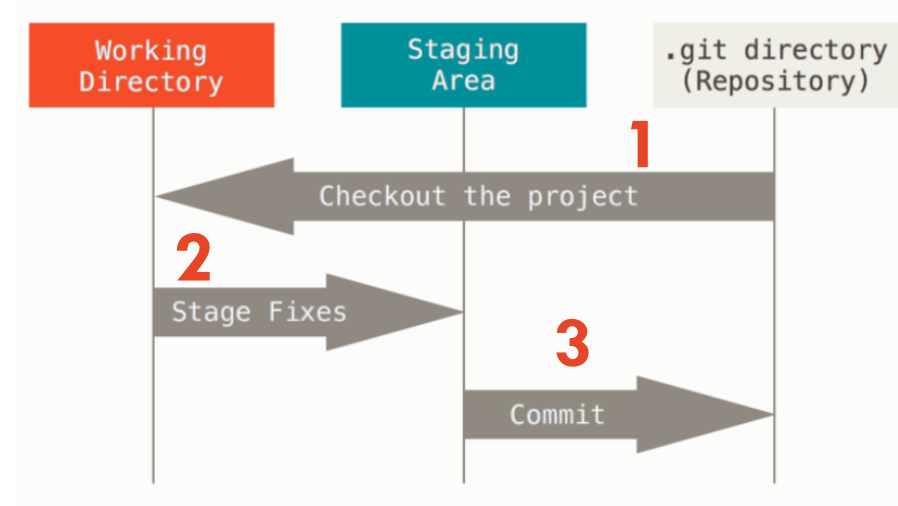 Working
Directory
Staging
Area
.git directory
(Repository)
1
Checkout the project
2
Stage Fixes
3
Commit